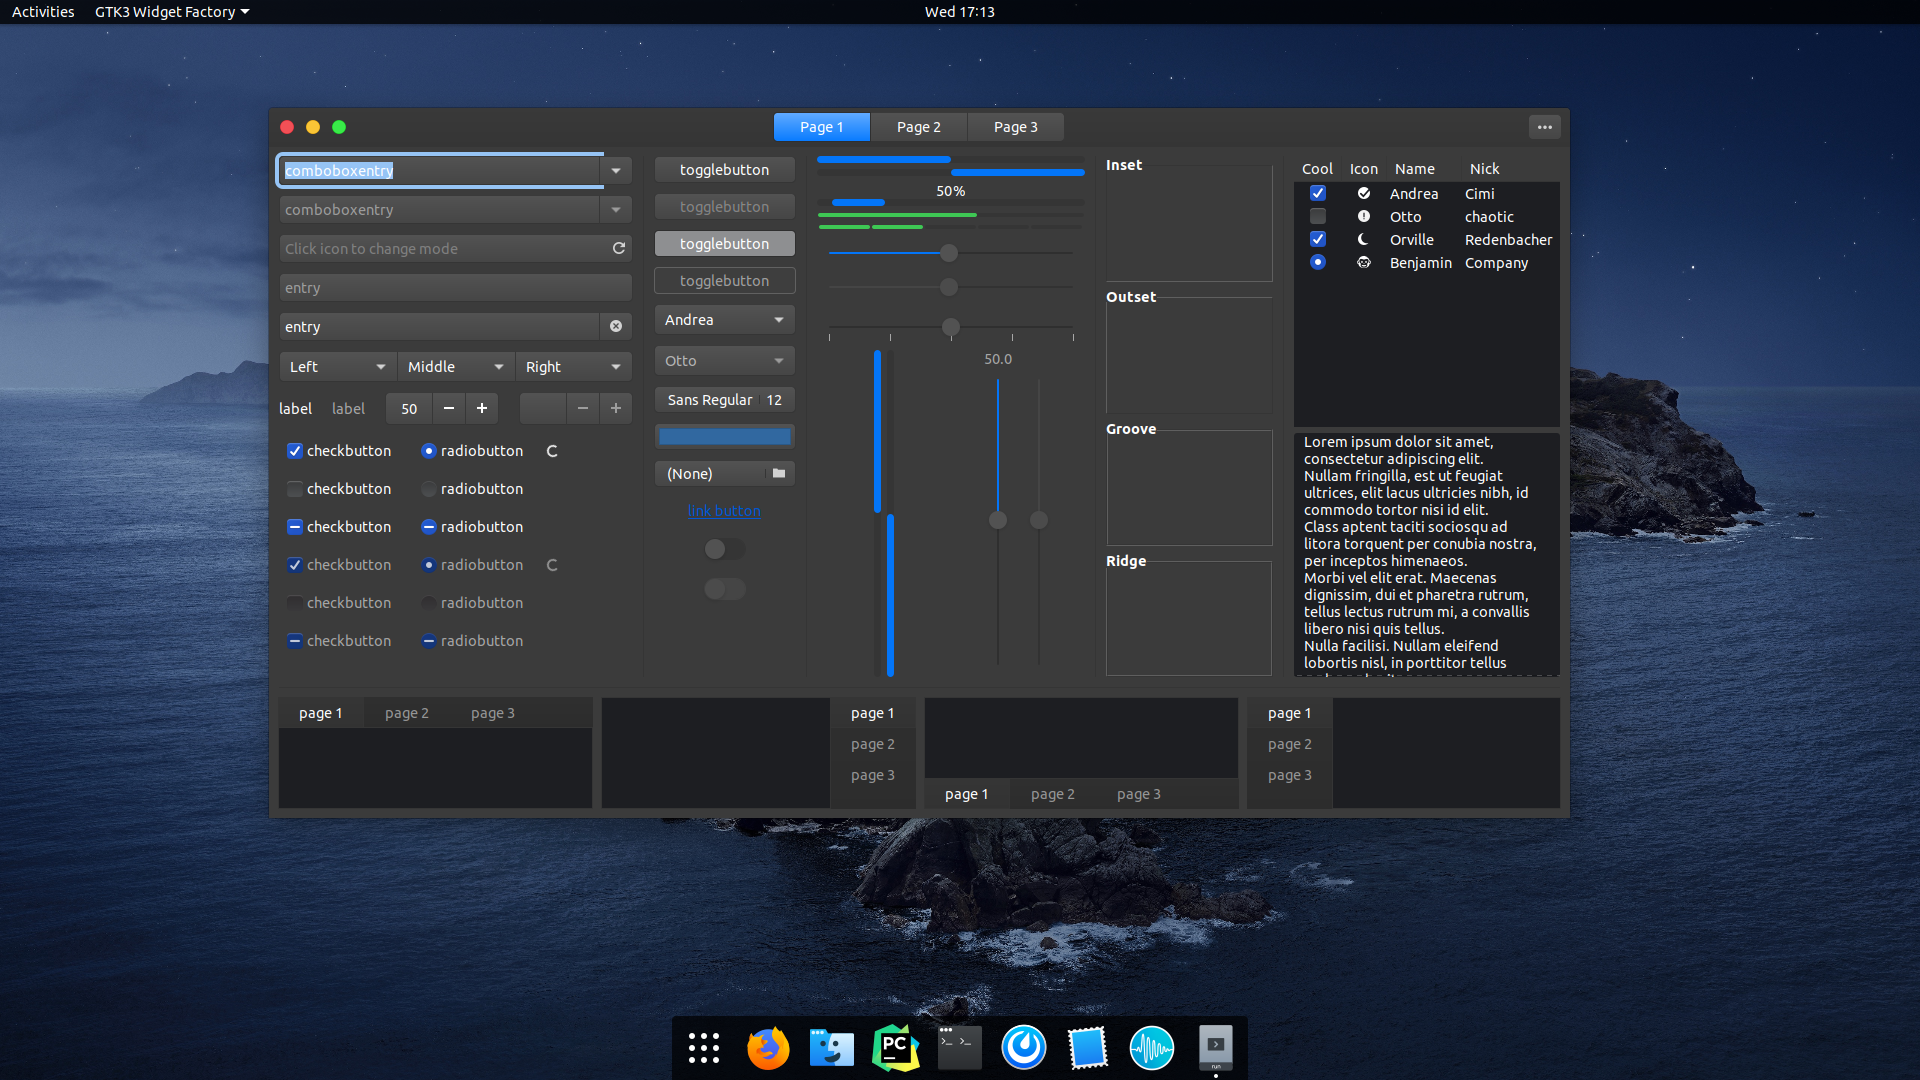 Activities
GTK3 Widget Factory
Wed 17:13
Page 1
Page 2
Page 3
comboboxentry
comboboxentry
Click icon to change mode
entry
entry
Left
Middle
Right
label
label
50
checkbutton
radiobutton
checkbutton
radiobutton
checkbutton
radiobutton
checkbutton
radiobutton
checkbutton
radiobutton
checkbutton
radiobutton
togglebutton
togglebutton
togglebutton
togglebutton
Andrea
Otto
Sans Regular
12
(None)
link button
50%
50.0
Inset
Outset
Groove
Ridge
Cool Icon Name Nick
Andrea Cimi
Otto chaotic
Orville Redenbacher
Benjamin Company
Lorem ipsum dolor sit amet,
consectetur adipiscing elit.
Nullam fringilla, est ut feugiat
ultrices, elit lacus ultricies nibh, id
commodo tortor nisi id elit.
Class aptent taciti sociosqu ad
litora torquent per conubia nostra,
per inceptos himenaeos.
Morbi vel elit erat. Maecenas
dignissim, dui et pharetra rutrum,
tellus lectus rutrum mi, a convallis
libero nisi quis tellus.
Nulla facilisi. Nullam eleifend
lobortis nisl, in porttitor tellus
page 1
page 2
page 3
page 1
page 2
page 3
page 1
page 2
page 3
page 1
page 2
page 3
PC
>_ >_
run